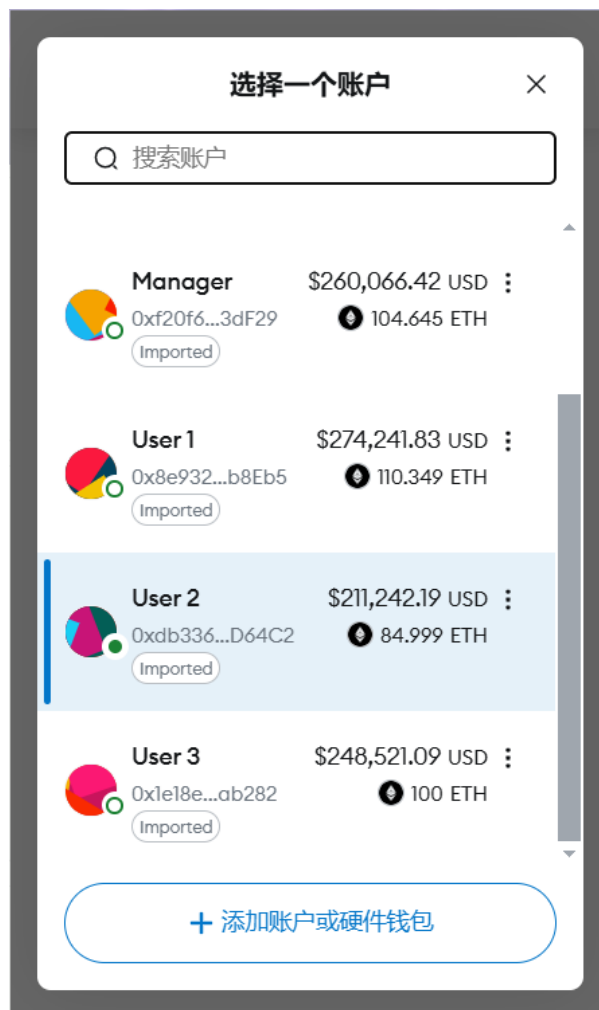 选择一个账户
搜索账户
Manager $260,066.42 USD
0xf20f6...3dF29 104.645 ETH
Imported
User 1 $274,241.83 USD
0x8e932...b8Eb5 110.349 ETH
Imported
User 2 $211,242.19 USD
0xdb336...D64C2 84.999 ETH
Imported
User 3 $248,521.09 USD
0x1e18e...ab282 100 ETH
Imported
+ 添加账户或硬件钱包